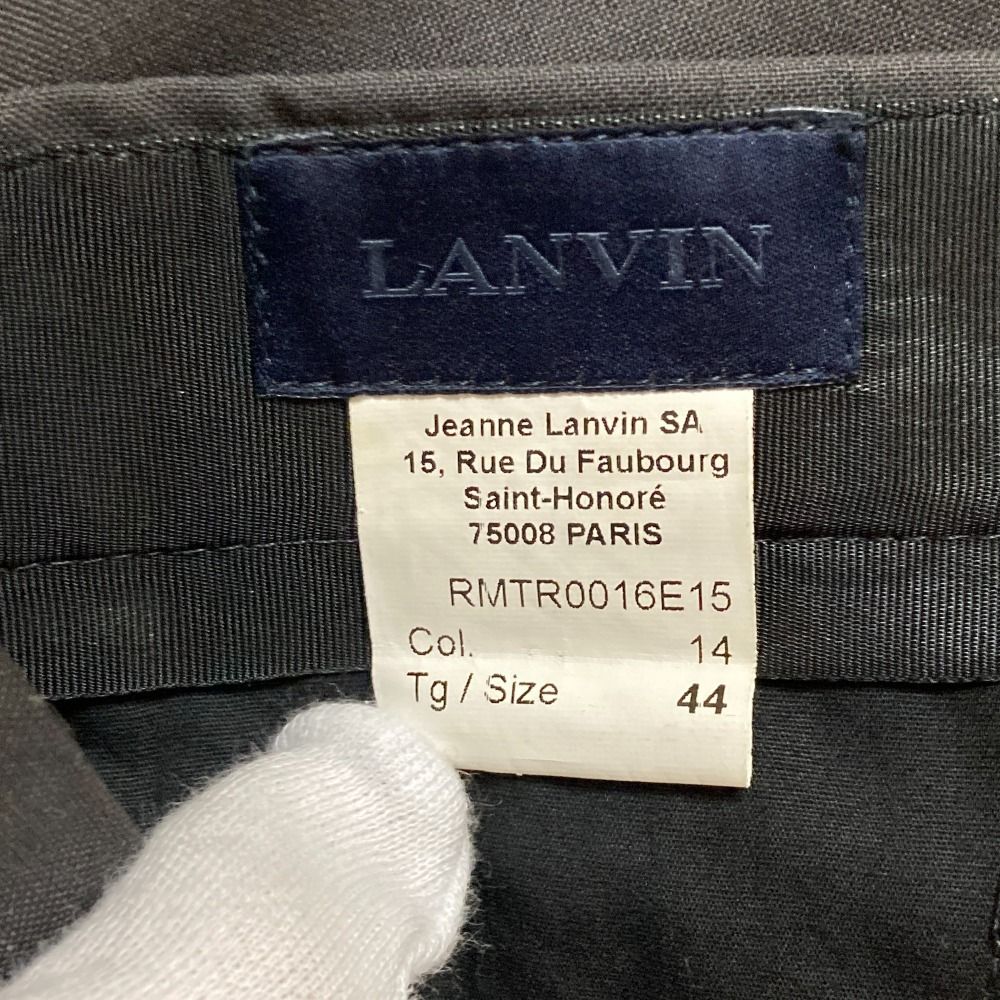 LANVIN
Jeanne Lanvin SA
15, Rue Du Faubourg
Saint-Honoré
75008 PARIS
RMTR0016E15
Col. 14
Tg / Size 44